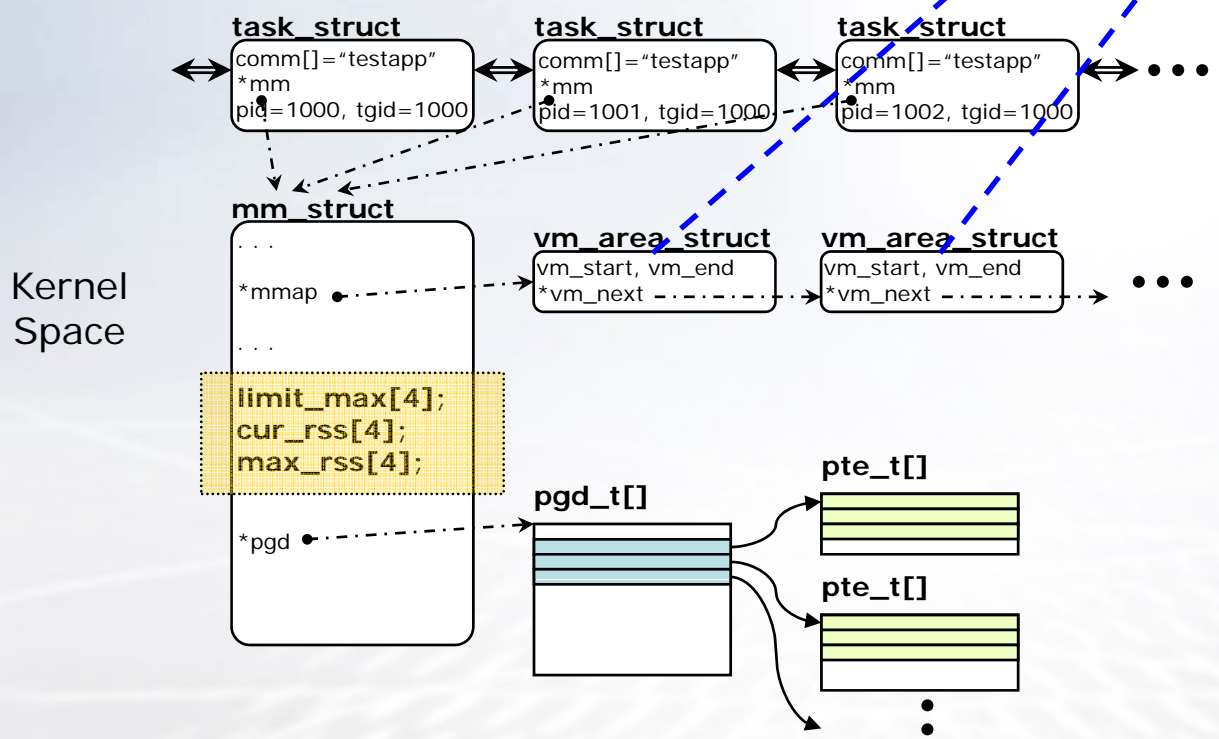 task_struct
comm[]="testapp"
*mm
pid=1000, tgid=1000
task_struct
comm[]="testapp"
*mm
pid=1001, tgid=1000
task_struct
comm[]="testapp"
*mm
pid=1002, tgid=1000
Kernel
Space
mm_struct
. . .
*mmap
. . .
limit_max[4];
cur_rss[4];
max_rss[4];
*pgd
vm_area_struct
vm_start, vm_end
*vm_next
vm_area_struct
vm_start, vm_end
*vm_next
pgd_t[]
pte_t[]
pte_t[]